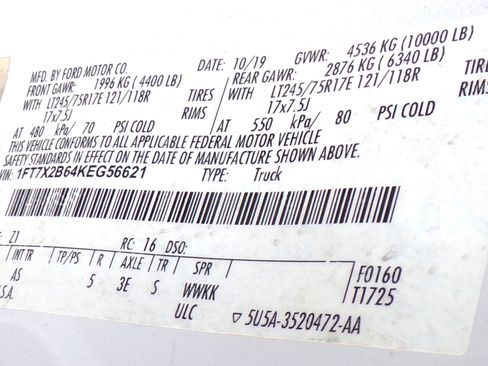 MFD. BY FORD MOTOR CO. DATE: 10/19 GVWR: 4536 KG (10000 LB)
FRONT GAWR: 1996 KG (4400 LB) REAR GAWR: 2876 KG (6340 LB)
WITH LT245/75R17E 121/118R TIRES WITH LT245/75R17E 121/118R TIRES
17x7.5J RIMS 17x7.5J RIMS
AT 480 kPa/ 70 PSI COLD AT 550 kPa/ 80 PSI COLD
THIS VEHICLE CONFORMS TO ALL APPLICABLE FEDERAL MOTOR VEHICLE
SAFETY STANDARDS IN EFFECT ON THE DATE OF MANUFACTURE SHOWN ABOVE.
VIN: 1FT7X2B64KEG56621 TYPE: Truck
: Z1 RC: 16 DSO:
INT TR TP/PS R AXLE TR SPR F0160
AS 5 3E S WWKK T1725
.S.A. ULC 5U5A-3520472-AA